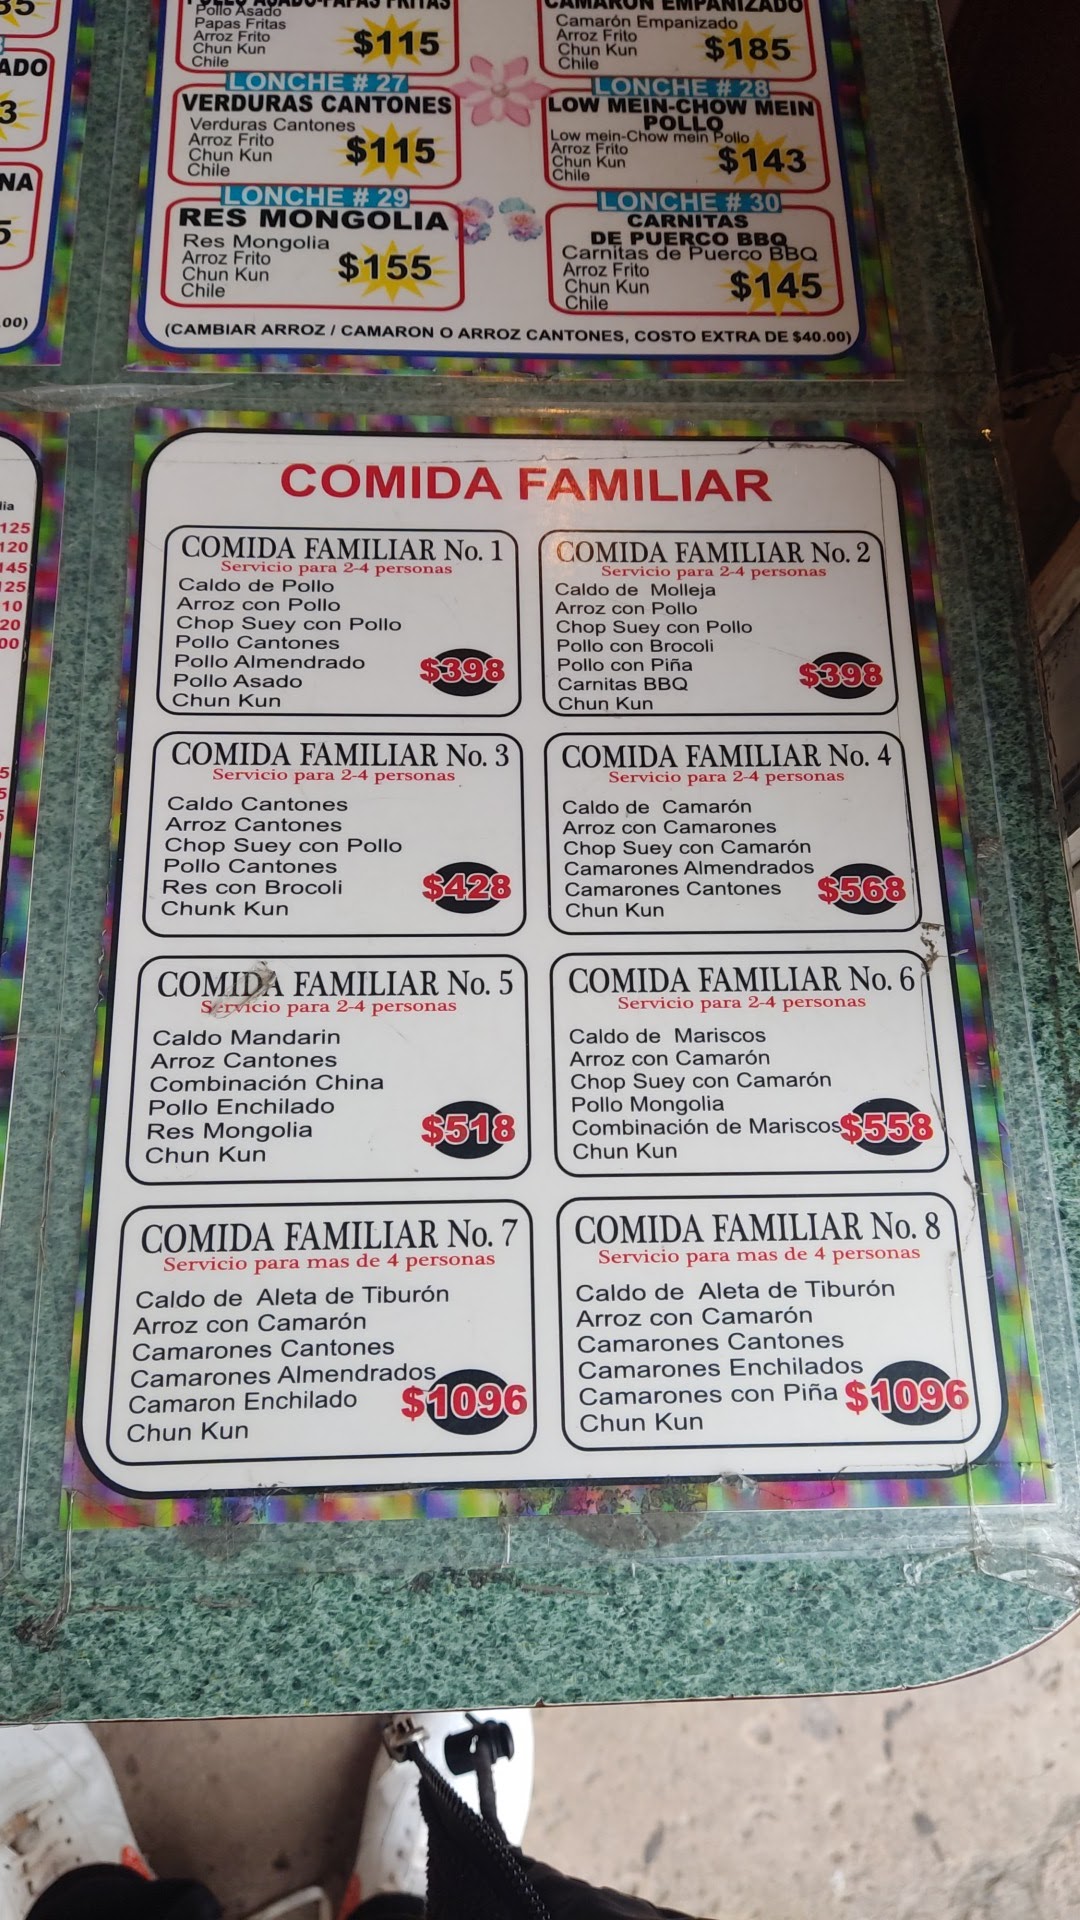 Pollo Asado
Papas Fritas
Arroz Frito
Chun Kun
Chile
$115
CAMARÓN EMPANIZADO
Camarón Empanizado
Arroz Frito
Chun Kun
Chile
$185
LONCHE # 27
VERDURAS CANTONES
Verduras Cantones
Arroz Frito
Chun Kun
Chile
$115
LONCHE # 28
LOW MEIN-CHOW MEIN
POLLO
Low mein-Chow mein Pollo
Arroz Frito
Chun Kun
Chile
$143
LONCHE # 29
RES MONGOLIA
Res Mongolia
Arroz Frito
Chun Kun
Chile
$155
LONCHE # 30
CARNITAS
DE PUERCO BBQ
Carnitas de Puerco BBQ
Arroz Frito
Chun Kun
Chile
$145
(CAMBIAR ARROZ / CAMARON O ARROZ CANTONES, COSTO EXTRA DE $40.00)
COMIDA FAMILIAR
COMIDA FAMILIAR No. 1
Servicio para 2-4 personas
Caldo de Pollo
Arroz con Pollo
Chop Suey con Pollo
Pollo Cantones
Pollo Almendrado
Pollo Asado
Chun Kun
$398
COMIDA FAMILIAR No. 2
Servicio para 2-4 personas
Caldo de Molleja
Arroz con Pollo
Chop Suey con Pollo
Pollo con Brocoli
Pollo con Piña
Carnitas BBQ
Chun Kun
$398
COMIDA FAMILIAR No. 3
Servicio para 2-4 personas
Caldo Cantones
Arroz Cantones
Chop Suey con Pollo
Pollo Cantones
Res con Brocoli
Chunk Kun
$428
COMIDA FAMILIAR No. 4
Servicio para 2-4 personas
Caldo de Camarón
Arroz con Camarones
Chop Suey con Camarón
Camarones Almendrados
Camarones Cantones
Chun Kun
$568
COMIDA FAMILIAR No. 5
Servicio para 2-4 personas
Caldo Mandarin
Arroz Cantones
Combinación China
Pollo Enchilado
Res Mongolia
Chun Kun
$518
COMIDA FAMILIAR No. 6
Servicio para 2-4 personas
Caldo de Mariscos
Arroz con Camarón
Chop Suey con Camarón
Pollo Mongolia
Combinación de Mariscos
Chun Kun
$558
COMIDA FAMILIAR No. 7
Servicio para mas de 4 personas
Caldo de Aleta de Tiburón
Arroz con Camarón
Camarones Cantones
Camarones Almendrados
Camaron Enchilado
Chun Kun
$1096
COMIDA FAMILIAR No. 8
Servicio para mas de 4 personas
Caldo de Aleta de Tiburón
Arroz con Camarón
Camarones Cantones
Camarones Enchilados
Camarones con Piña
Chun Kun
$1096